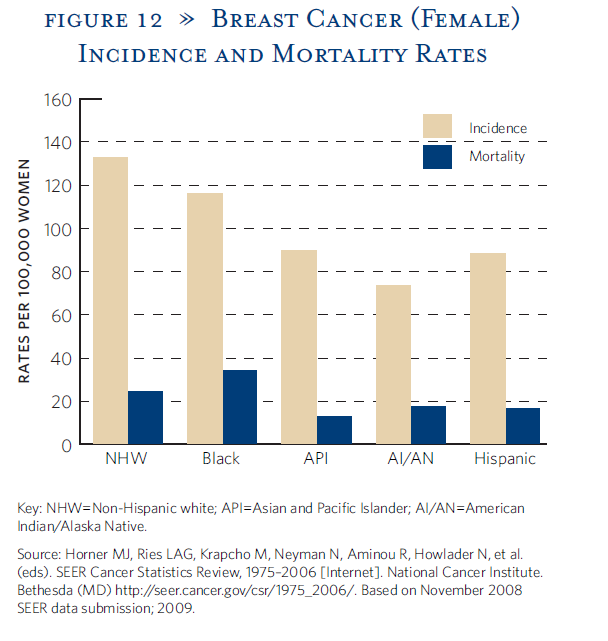 FIGURE 12 » BREAST CANCER (FEMALE)
INCIDENCE AND MORTALITY RATES
160
140
120
100
80
60
40
20
0
RATES PER 100,000 WOMEN
Incidence
Mortality
NHW Black API AI/AN Hispanic
Key: NHW=Non-Hispanic white; API=Asian and Pacific Islander; AI/AN=American
Indian/Alaska Native.
Source: Horner MJ, Ries LAG, Krapcho M, Neyman N, Aminou R, Howlader N, et al.
(eds). SEER Cancer Statistics Review, 1975–2006 [Internet]. National Cancer Institute.
Bethesda (MD) http://seer.cancer.gov/csr/1975_2006/. Based on November 2008
SEER data submission; 2009.